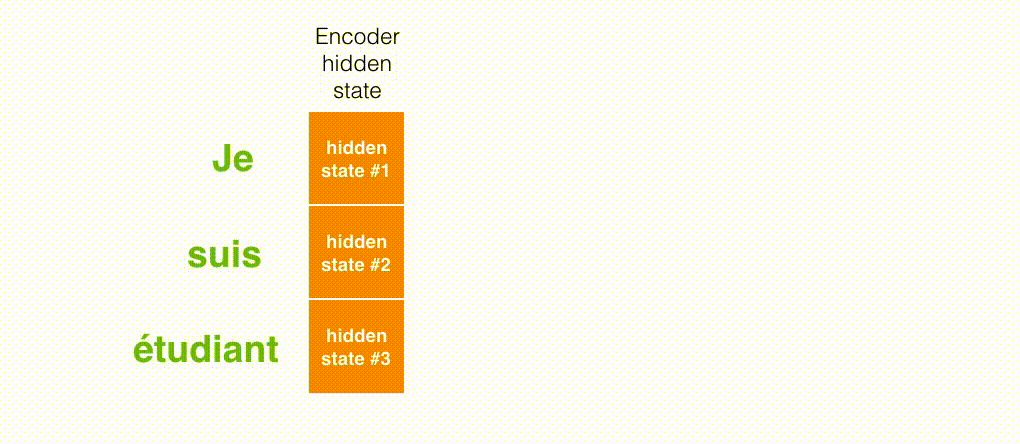 Encoder
hidden
state
Je
hidden
state #1
suis
hidden
state #2
étudiant
hidden
state #3